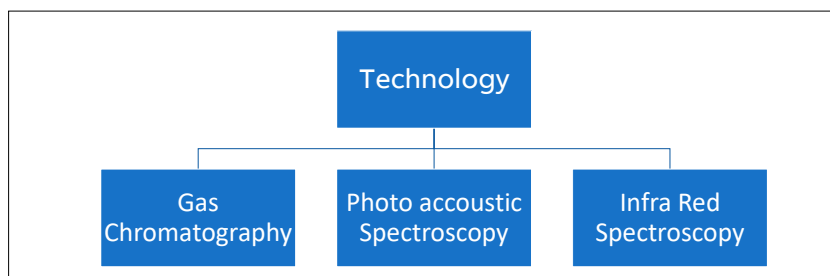 Technology
Gas
Chromatography
Photo accoustic
Spectroscopy
Infra Red
Spectroscopy